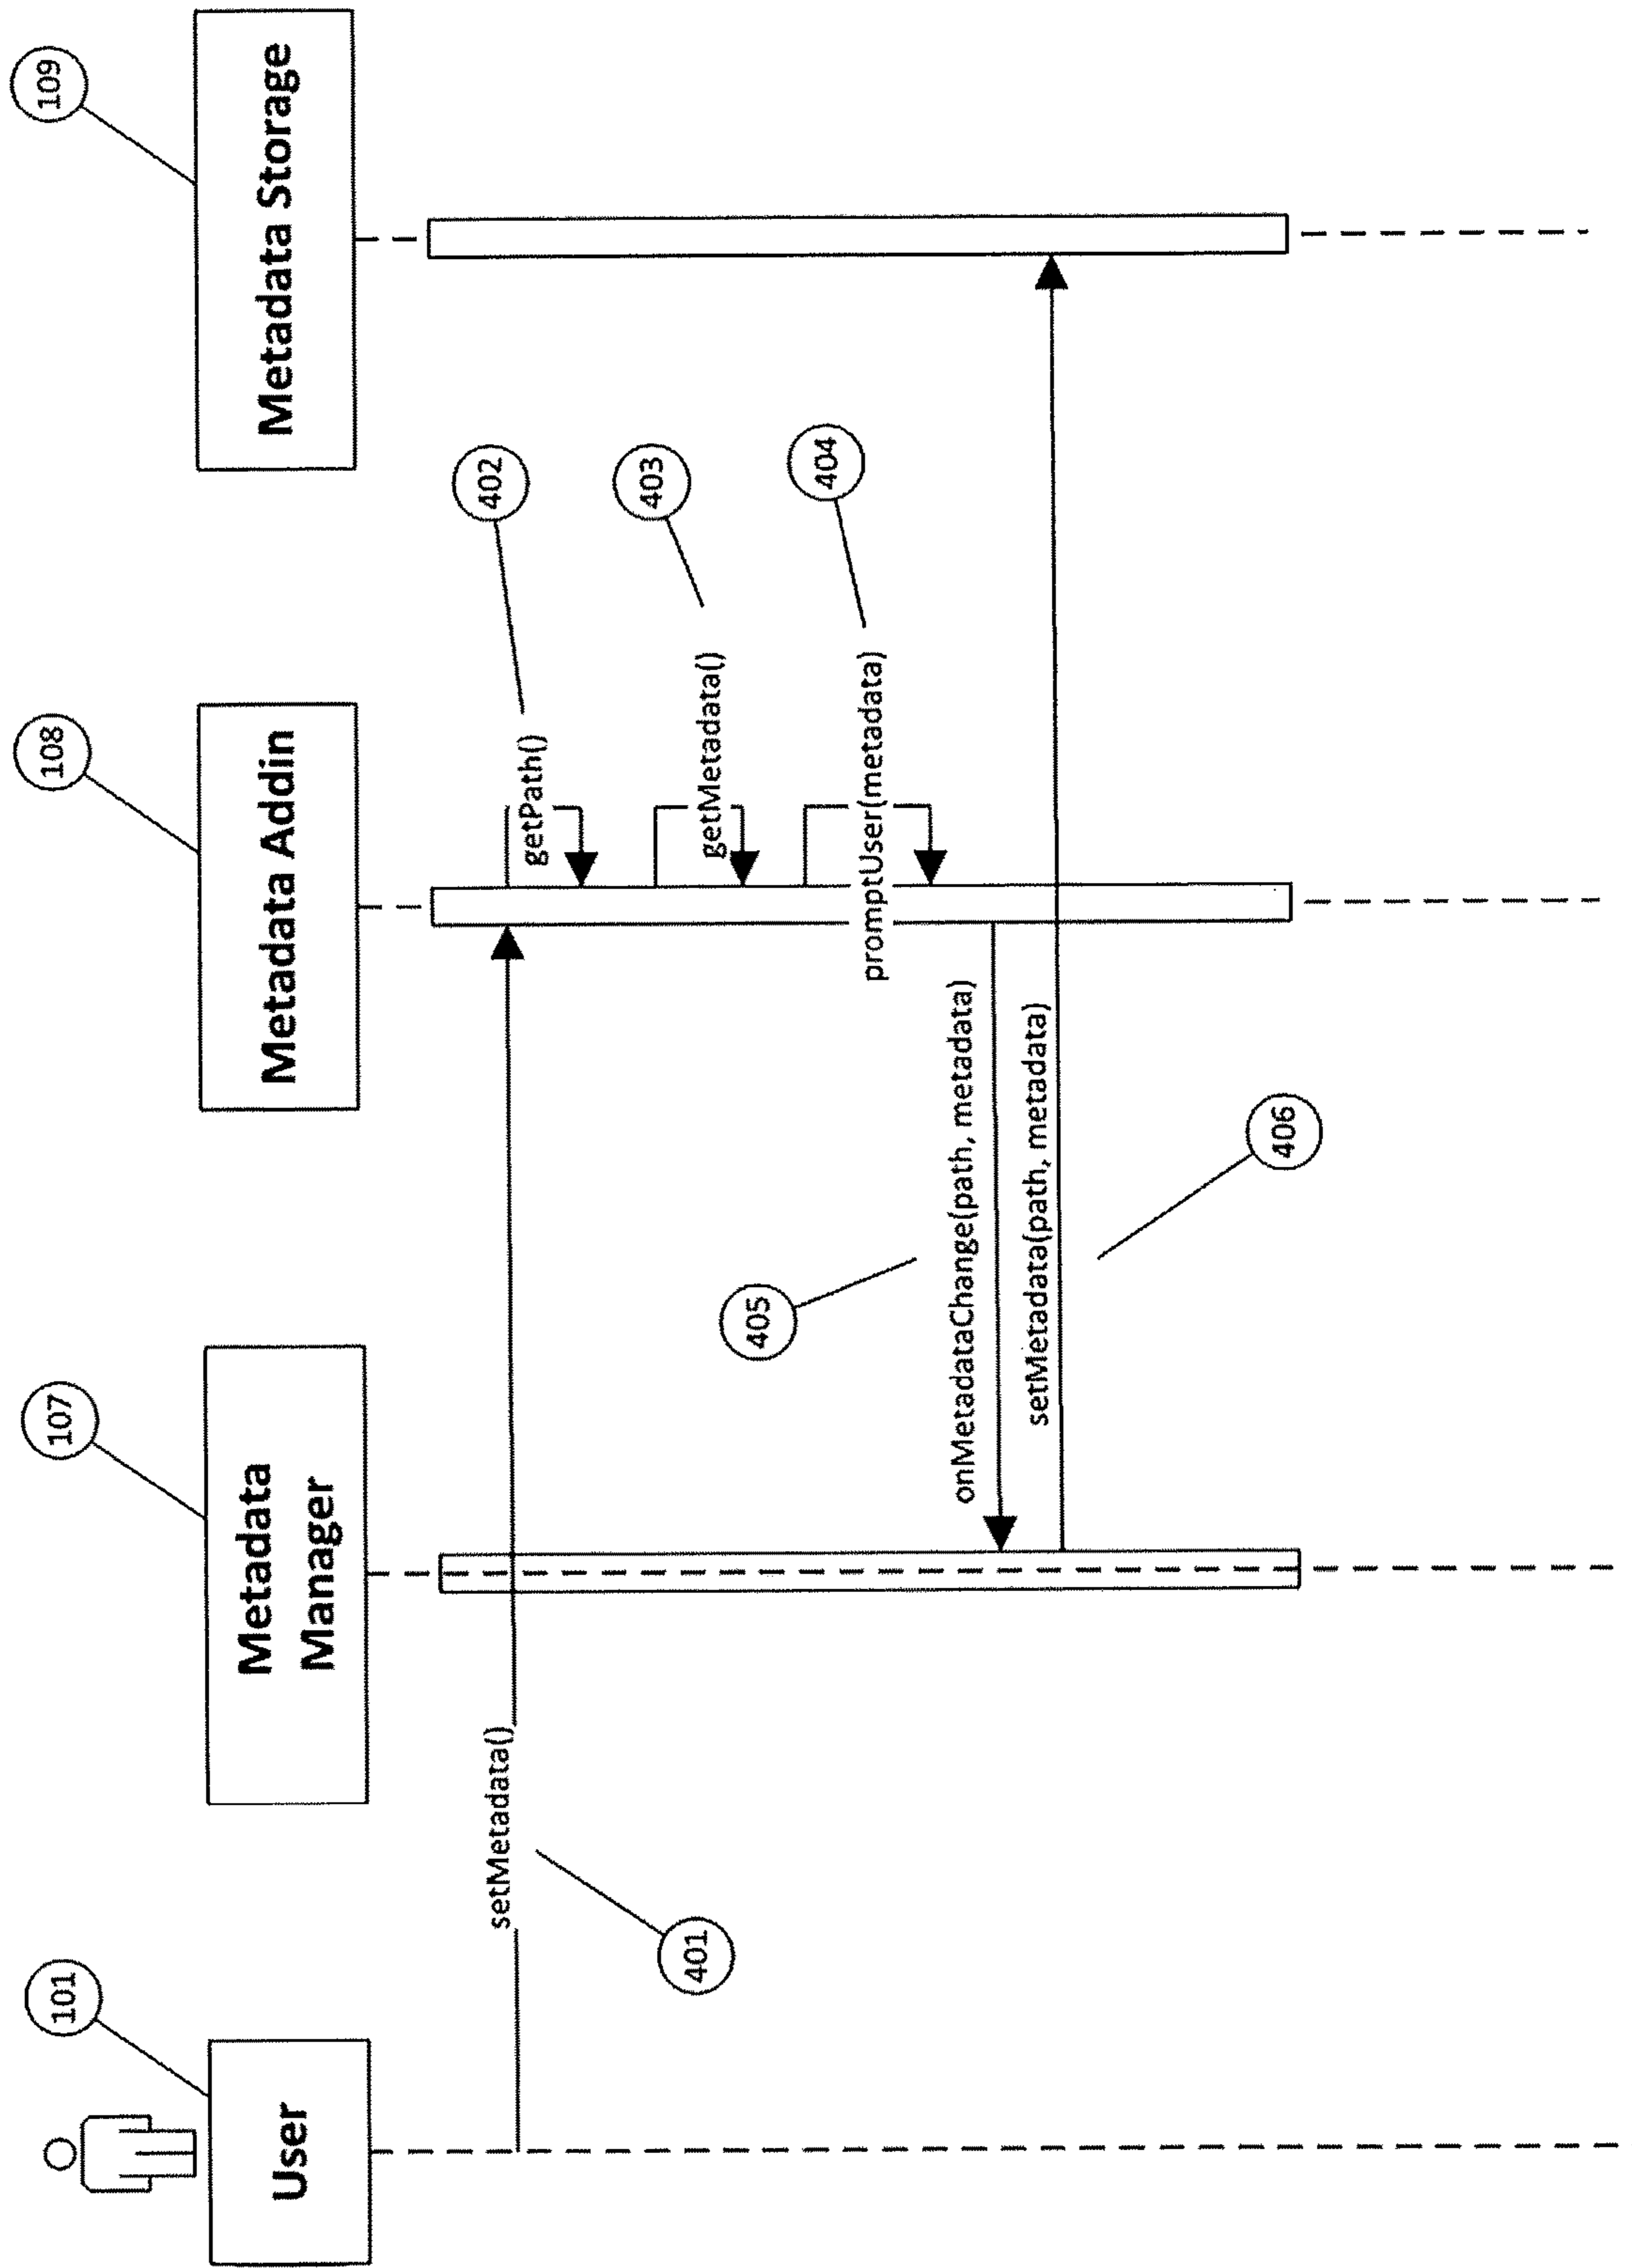 101
107
108
109
User
Metadata
Manager
Metadata Addin
Metadata Storage
setMetadata()
401
getPath()
402
getMetadata()
403
promptUser(metadata)
404
onMetadataChange(path, metadata)
405
setMetadata(path, metadata)
406